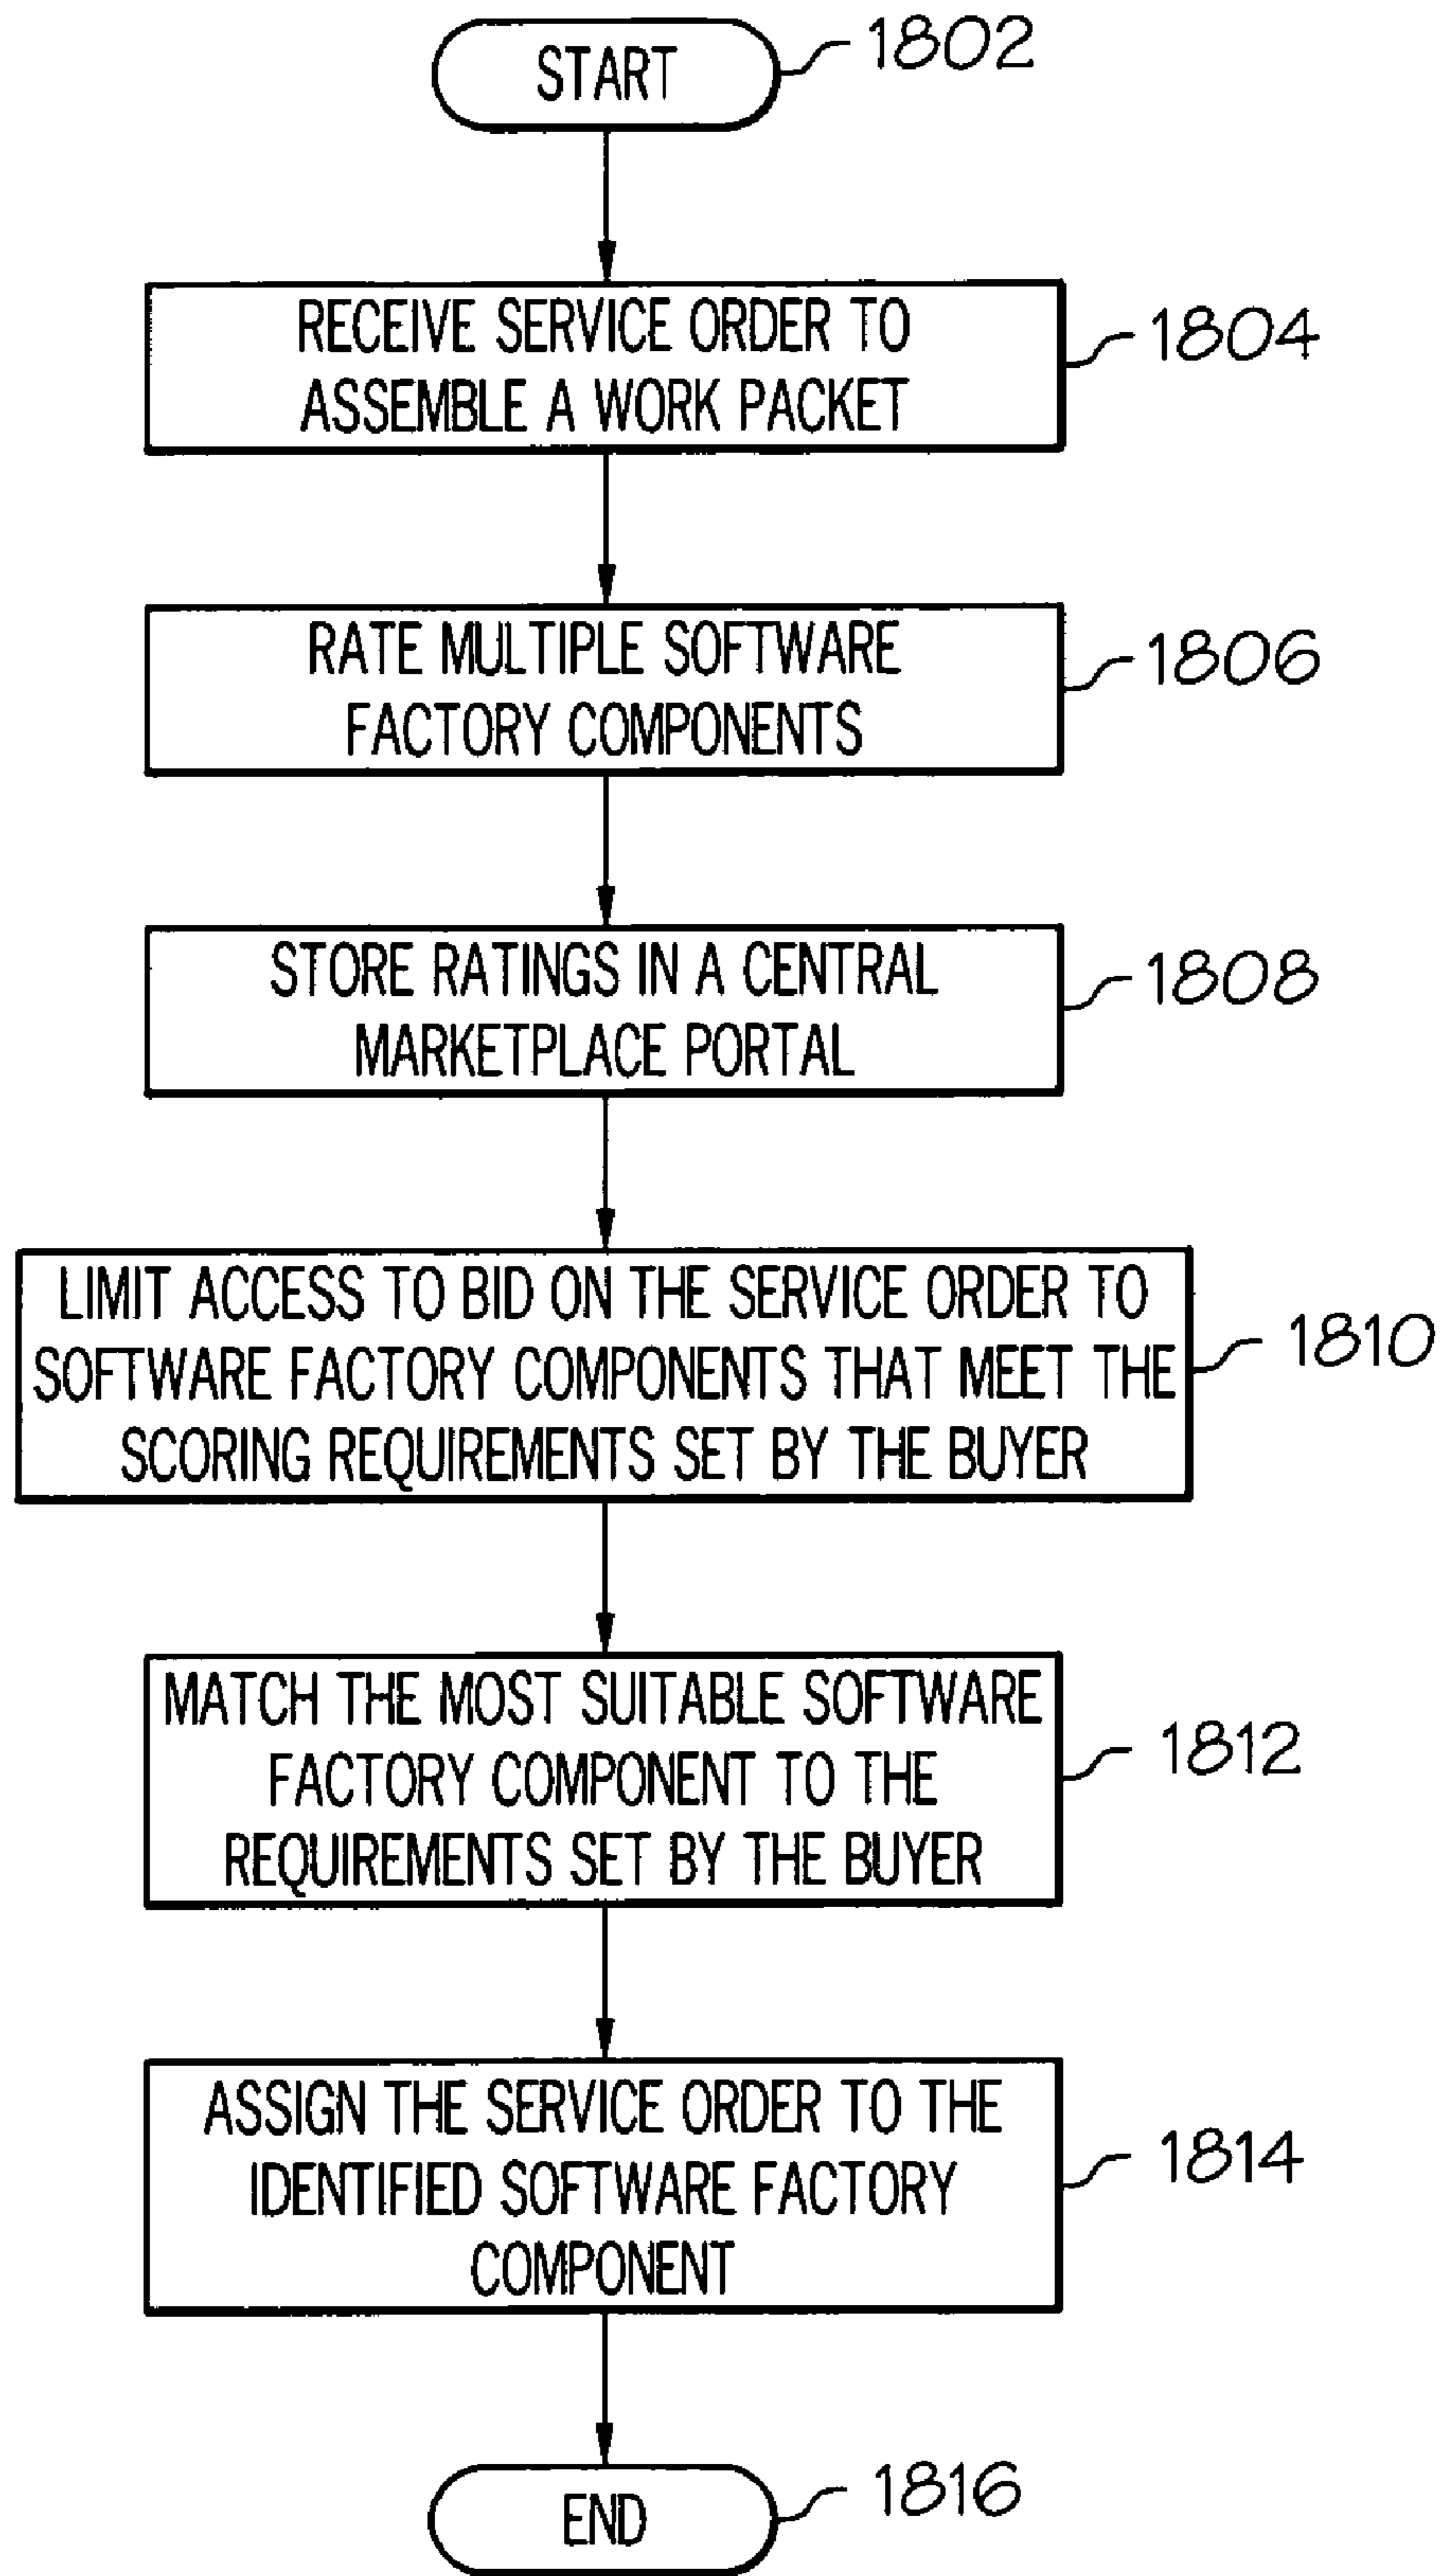 START
1802
RECEIVE SERVICE ORDER TO
ASSEMBLE A WORK PACKET
1804
RATE MULTIPLE SOFTWARE
FACTORY COMPONENTS
1806
STORE RATINGS IN A CENTRAL
MARKETPLACE PORTAL
1808
LIMIT ACCESS TO BID ON THE SERVICE ORDER TO
SOFTWARE FACTORY COMPONENTS THAT MEET THE
SCORING REQUIREMENTS SET BY THE BUYER
1810
MATCH THE MOST SUITABLE SOFTWARE
FACTORY COMPONENT TO THE
REQUIREMENTS SET BY THE BUYER
1812
ASSIGN THE SERVICE ORDER TO THE
IDENTIFIED SOFTWARE FACTORY
COMPONENT
1814
END
1816